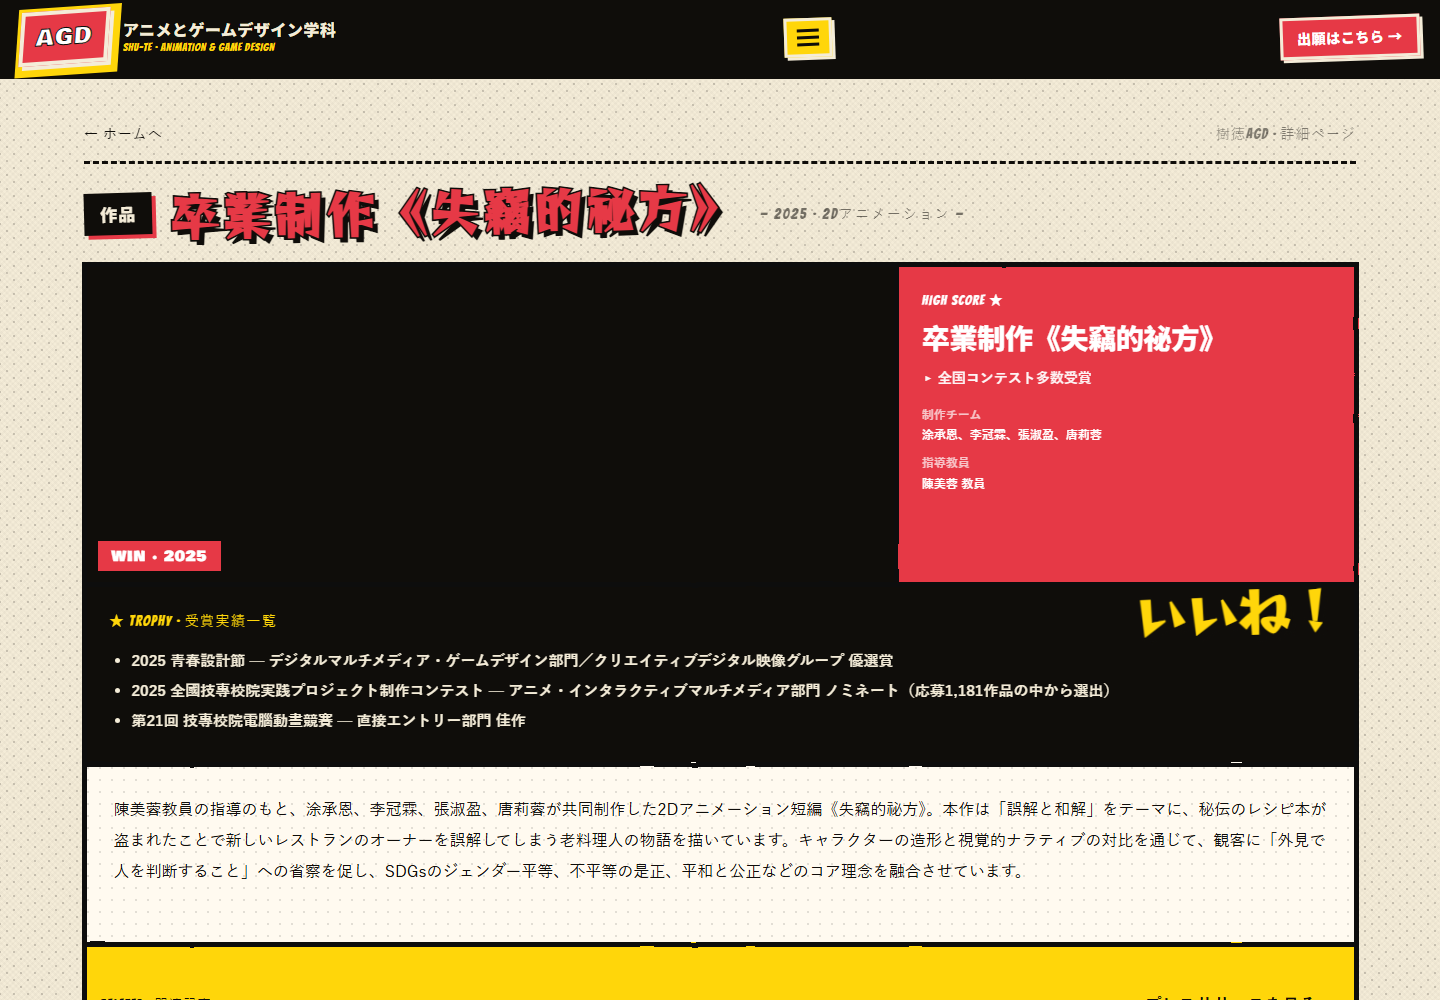 AGD
アニメとゲームデザイン学科
SHU-TE · ANIMATION & GAME DESIGN
出願はこちら →
← ホームへ
樹徳AGD · 詳細ページ
作品
卒業制作《失竊的祕方》
– 2025 · 2Dアニメーション –
HIGH SCORE ★
卒業制作《失竊的祕方》
▸ 全国コンテスト多数受賞
制作チーム
涂承恩、李冠霖、張淑盈、唐莉蓉
指導教員
陳美蓉 教員
WIN · 2025
★ TROPHY · 受賞実績一覧
いいね！
• 2025 青春設計節 — デジタルマルチメディア・ゲームデザイン部門／クリエイティブデジタル映像グループ 優選賞
• 2025 全國技専校院実践プロジェクト制作コンテスト — アニメ・インタラクティブマルチメディア部門 ノミネート（応募1,181作品の中から選出）
• 第21回 技専校院電腦動畫競賽 — 直接エントリー部門 佳作
陳美蓉教員の指導のもと、涂承恩、李冠霖、張淑盈、唐莉蓉が共同制作した2Dアニメーション短編《失竊的祕方》。本作は「誤解と和解」をテーマに、秘伝のレシピ本が
盗まれたことで新しいレストランのオーナーを誤解してしまう老料理人の物語を描いています。キャラクターの造形と視覚的ナラティブの対比を通じて、観客に「外見で
人を判断すること」への省察を促し、SDGsのジェンダー平等、不平等の是正、平和と公正などのコア理念を融合させています。